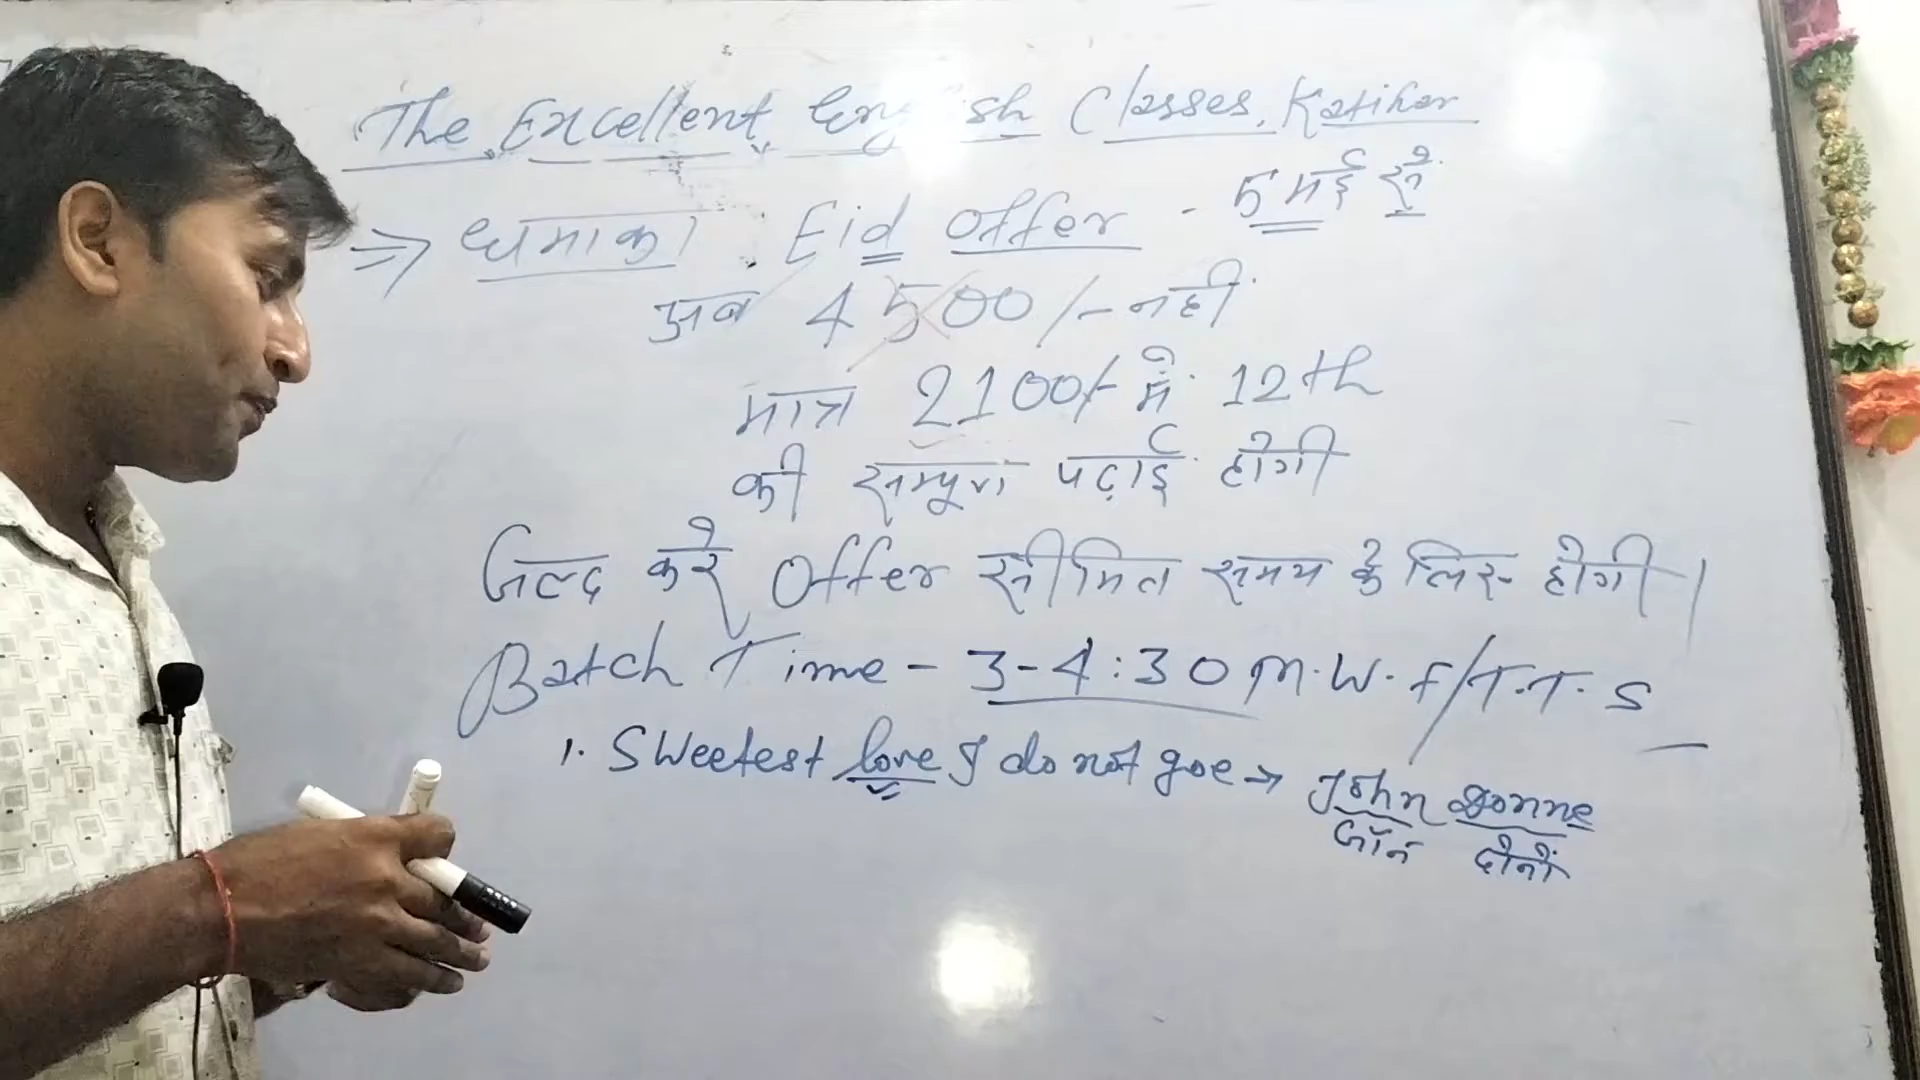 The Excellent English Classes, Katihar
⇒ धमाका Eid offer - 5 मई से
अब 4500/- नहीं
मात्र 2100/- में 12th
की सम्पूर्ण पढ़ाई होगी
जल्द करे Offer सीमित समय के लिए होगी।
Batch Time - 3-4:30 M.W.F/T.T.S
1. Sweetest love I do not goe → John Donne
जॉन दोनों